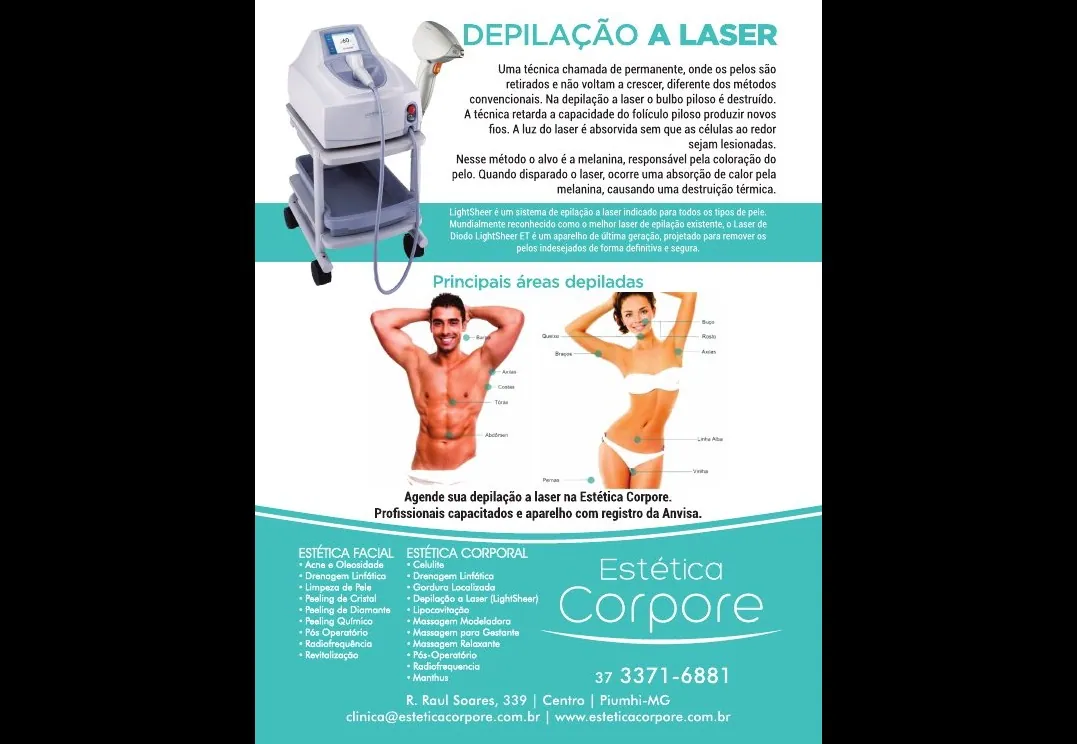 DEPILAÇÃO A LASER
Uma técnica chamada de permanente, onde os pelos são
retirados e não voltam a crescer, diferente dos métodos
convencionais. Na depilação a laser o bulbo piloso é destruído.
A técnica retarda a capacidade do folículo piloso produzir novos
fios. A luz do laser é absorvida sem que as células ao redor
sejam lesionadas.
Nesse método o alvo é a melanina, responsável pela coloração do
pelo. Quando disparado o laser, ocorre uma absorção de calor pela
melanina, causando uma destruição térmica.
LightSheer é um sistema de epilação a laser indicado para todos os tipos de pele.
Mundialmente reconhecido como o melhor laser de epilação existente, o Laser de
Diodo LightSheer ET é um aparelho de última geração, projetado para remover os
pelos indesejados de forma definitiva e segura.
Principais áreas depiladas
Barba
Axilas
Costas
Tórax
Abdômen
Buço
Queixo
Rosto
Braços
Axilas
Linha Alba
Virilha
Pernas
Agende sua depilação a laser na Estética Corpore.
Profissionais capacitados e aparelho com registro da Anvisa.
ESTÉTICA FACIAL
• Acne e Oleosidade
• Drenagem Linfática
• Limpeza de Pele
• Peeling de Cristal
• Peeling de Diamante
• Peeling Químico
• Pós Operatório
• Radiofrequência
• Revitalização
ESTÉTICA CORPORAL
• Celulite
• Drenagem Linfática
• Gordura Localizada
• Depilação a Laser (LightSheer)
• Lipocavitação
• Massagem Modeladora
• Massagem para Gestante
• Massagem Relaxante
• Pós-Operatório
• Radiofrequencia
• Manthus
Estética
Corpore
37 3371-6881
R. Raul Soares, 339 | Centro | Piumhi-MG
clinica@esteticacorpore.com.br | www.esteticacorpore.com.br